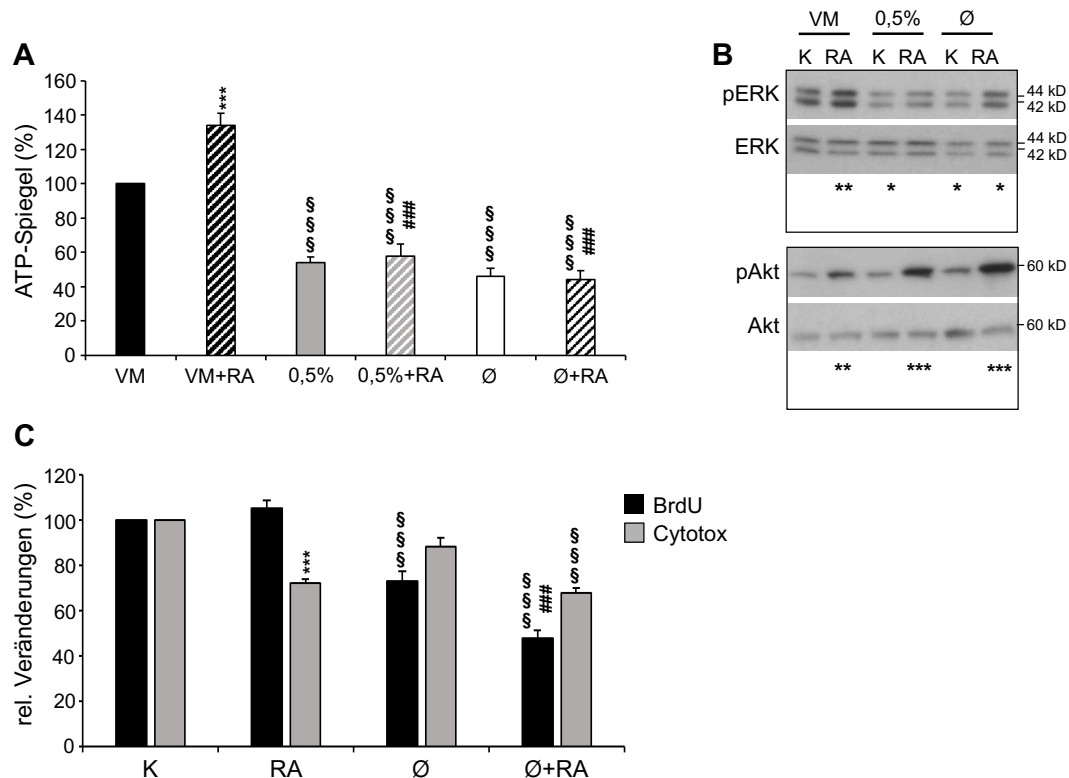 A
ATP-Spiegel (%)
160
140
120
100
80
60
40
20
0
***
§§§
§§§
###
§§§
§§§
###
VM
VM+RA
0,5%
0,5%+RA
Ø
Ø+RA
B
VM
0,5%
Ø
K RA K RA K RA
pERK
44 kD
42 kD
ERK
44 kD
42 kD
** * * *
pAkt
60 kD
Akt
60 kD
** *** ***
C
rel. Veränderungen (%)
120
100
80
60
40
20
0
***
§§§
§§§
###
§§§
K
RA
Ø
Ø+RA
BrdU
Cytotox